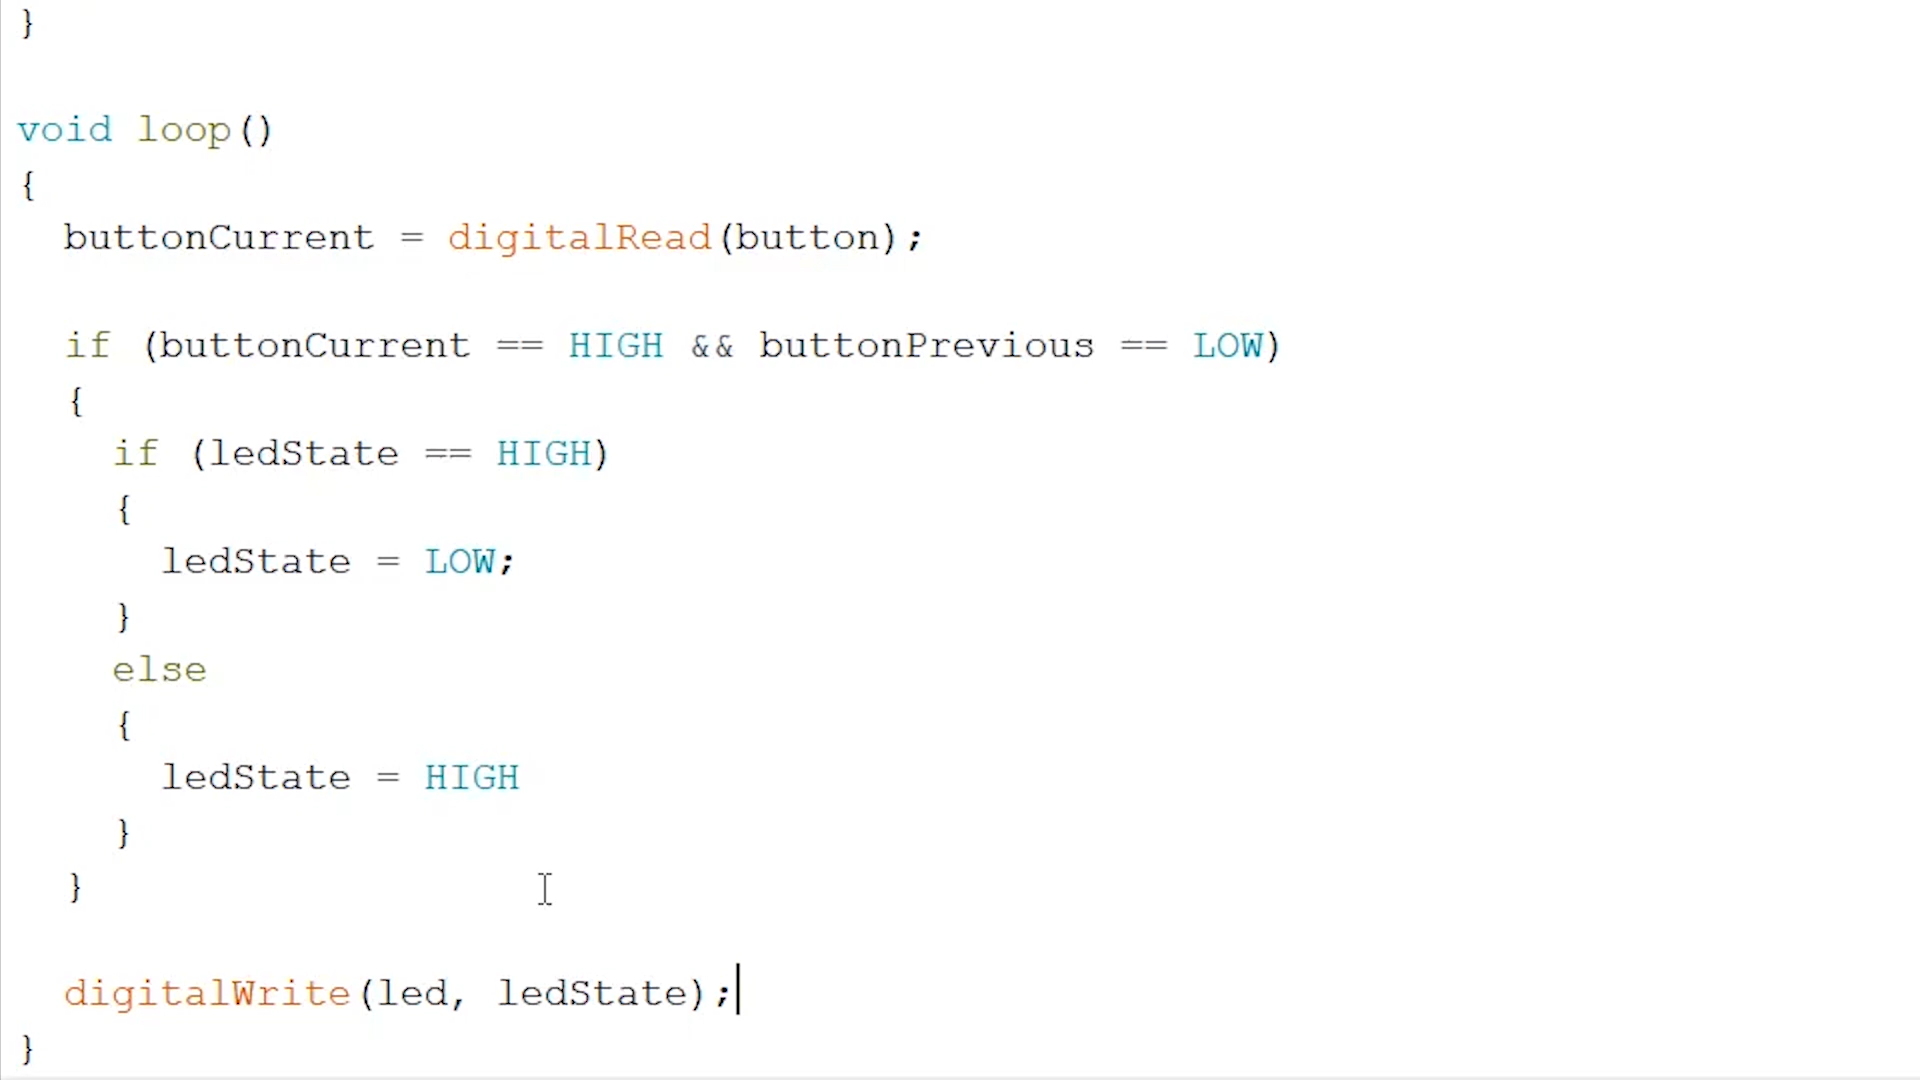 }
void loop()
{
buttonCurrent = digitalRead(button);
if (buttonCurrent == HIGH && buttonPrevious == LOW)
{
if (ledState == HIGH)
{
ledState = LOW;
}
else
{
ledState = HIGH
}
}
digitalWrite(led, ledState);
}